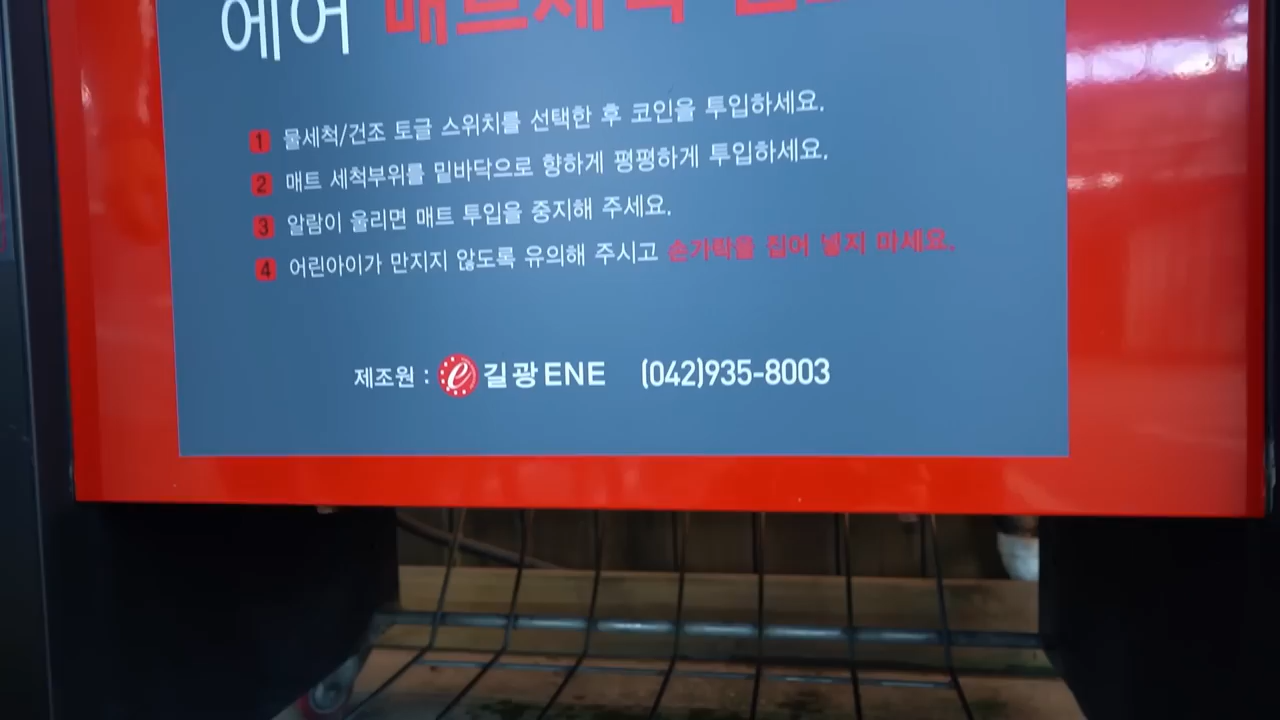 에어 매트세척
1 물세척/건조 토글 스위치를 선택한 후 코인을 투입하세요.
2 매트 세척부위를 밑바닥으로 향하게 평평하게 투입하세요.
3 알람이 울리면 매트 투입을 중지해 주세요.
4 어린아이가 만지지 않도록 유의해 주시고 손가락을 집어 넣지 마세요.
제조원 : e 길광ENE (042)935-8003